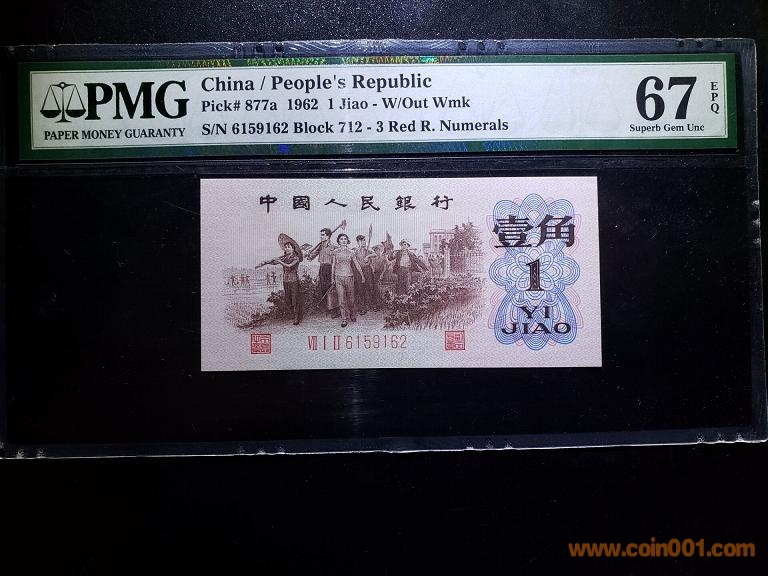 PMG
PAPER MONEY GUARANTY
China / People's Republic
Pick# 877a 1962 1 Jiao - W/Out Wmk
S/N 6159162 Block 712 - 3 Red R. Numerals
67
EPQ
Superb Gem Unc
中國人民銀行
壹角
1
YI
JIAO
VII I II 6159162
www.coin001.com